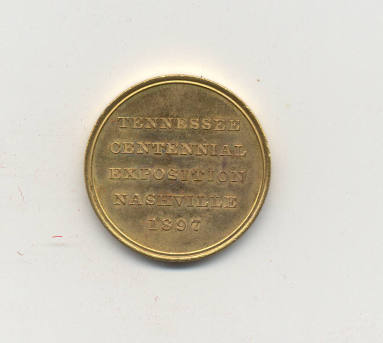 TENNESSEE
CENTENNIAL
EXPOSITION
NASHVILLE
1897